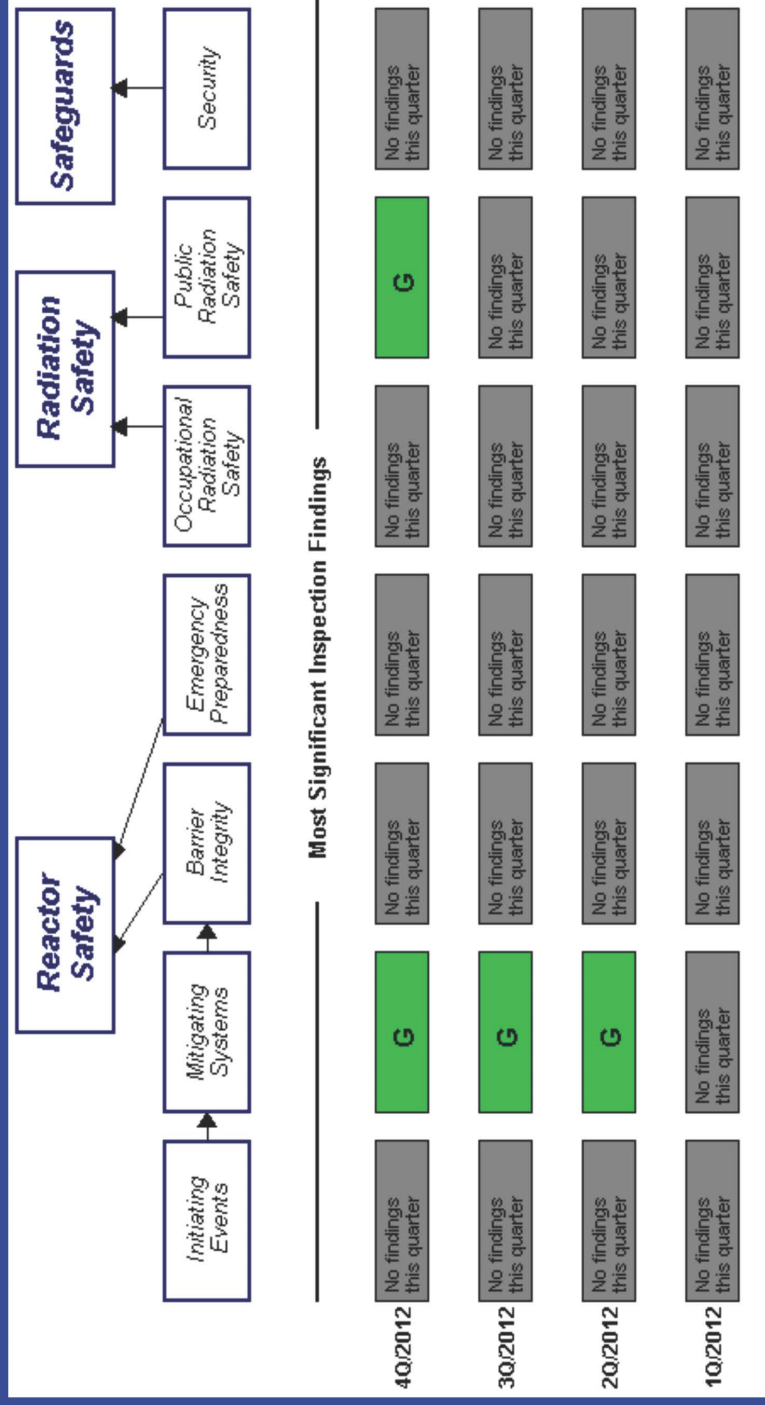 Reactor
Safety
Radiation
Safety
Safeguards
Initiating
Events
Mitigating
Systems
Barrier
Integrity
Emergency
Preparedness
Occupational
Radiation
Safety
Public
Radiation
Safety
Security
Most Significant Inspection Findings
4Q/2012
No findings
this quarter
G
No findings
this quarter
No findings
this quarter
No findings
this quarter
G
No findings
this quarter
3Q/2012
No findings
this quarter
G
No findings
this quarter
No findings
this quarter
No findings
this quarter
No findings
this quarter
No findings
this quarter
2Q/2012
No findings
this quarter
G
No findings
this quarter
No findings
this quarter
No findings
this quarter
No findings
this quarter
No findings
this quarter
1Q/2012
No findings
this quarter
No findings
this quarter
No findings
this quarter
No findings
this quarter
No findings
this quarter
No findings
this quarter
No findings
this quarter